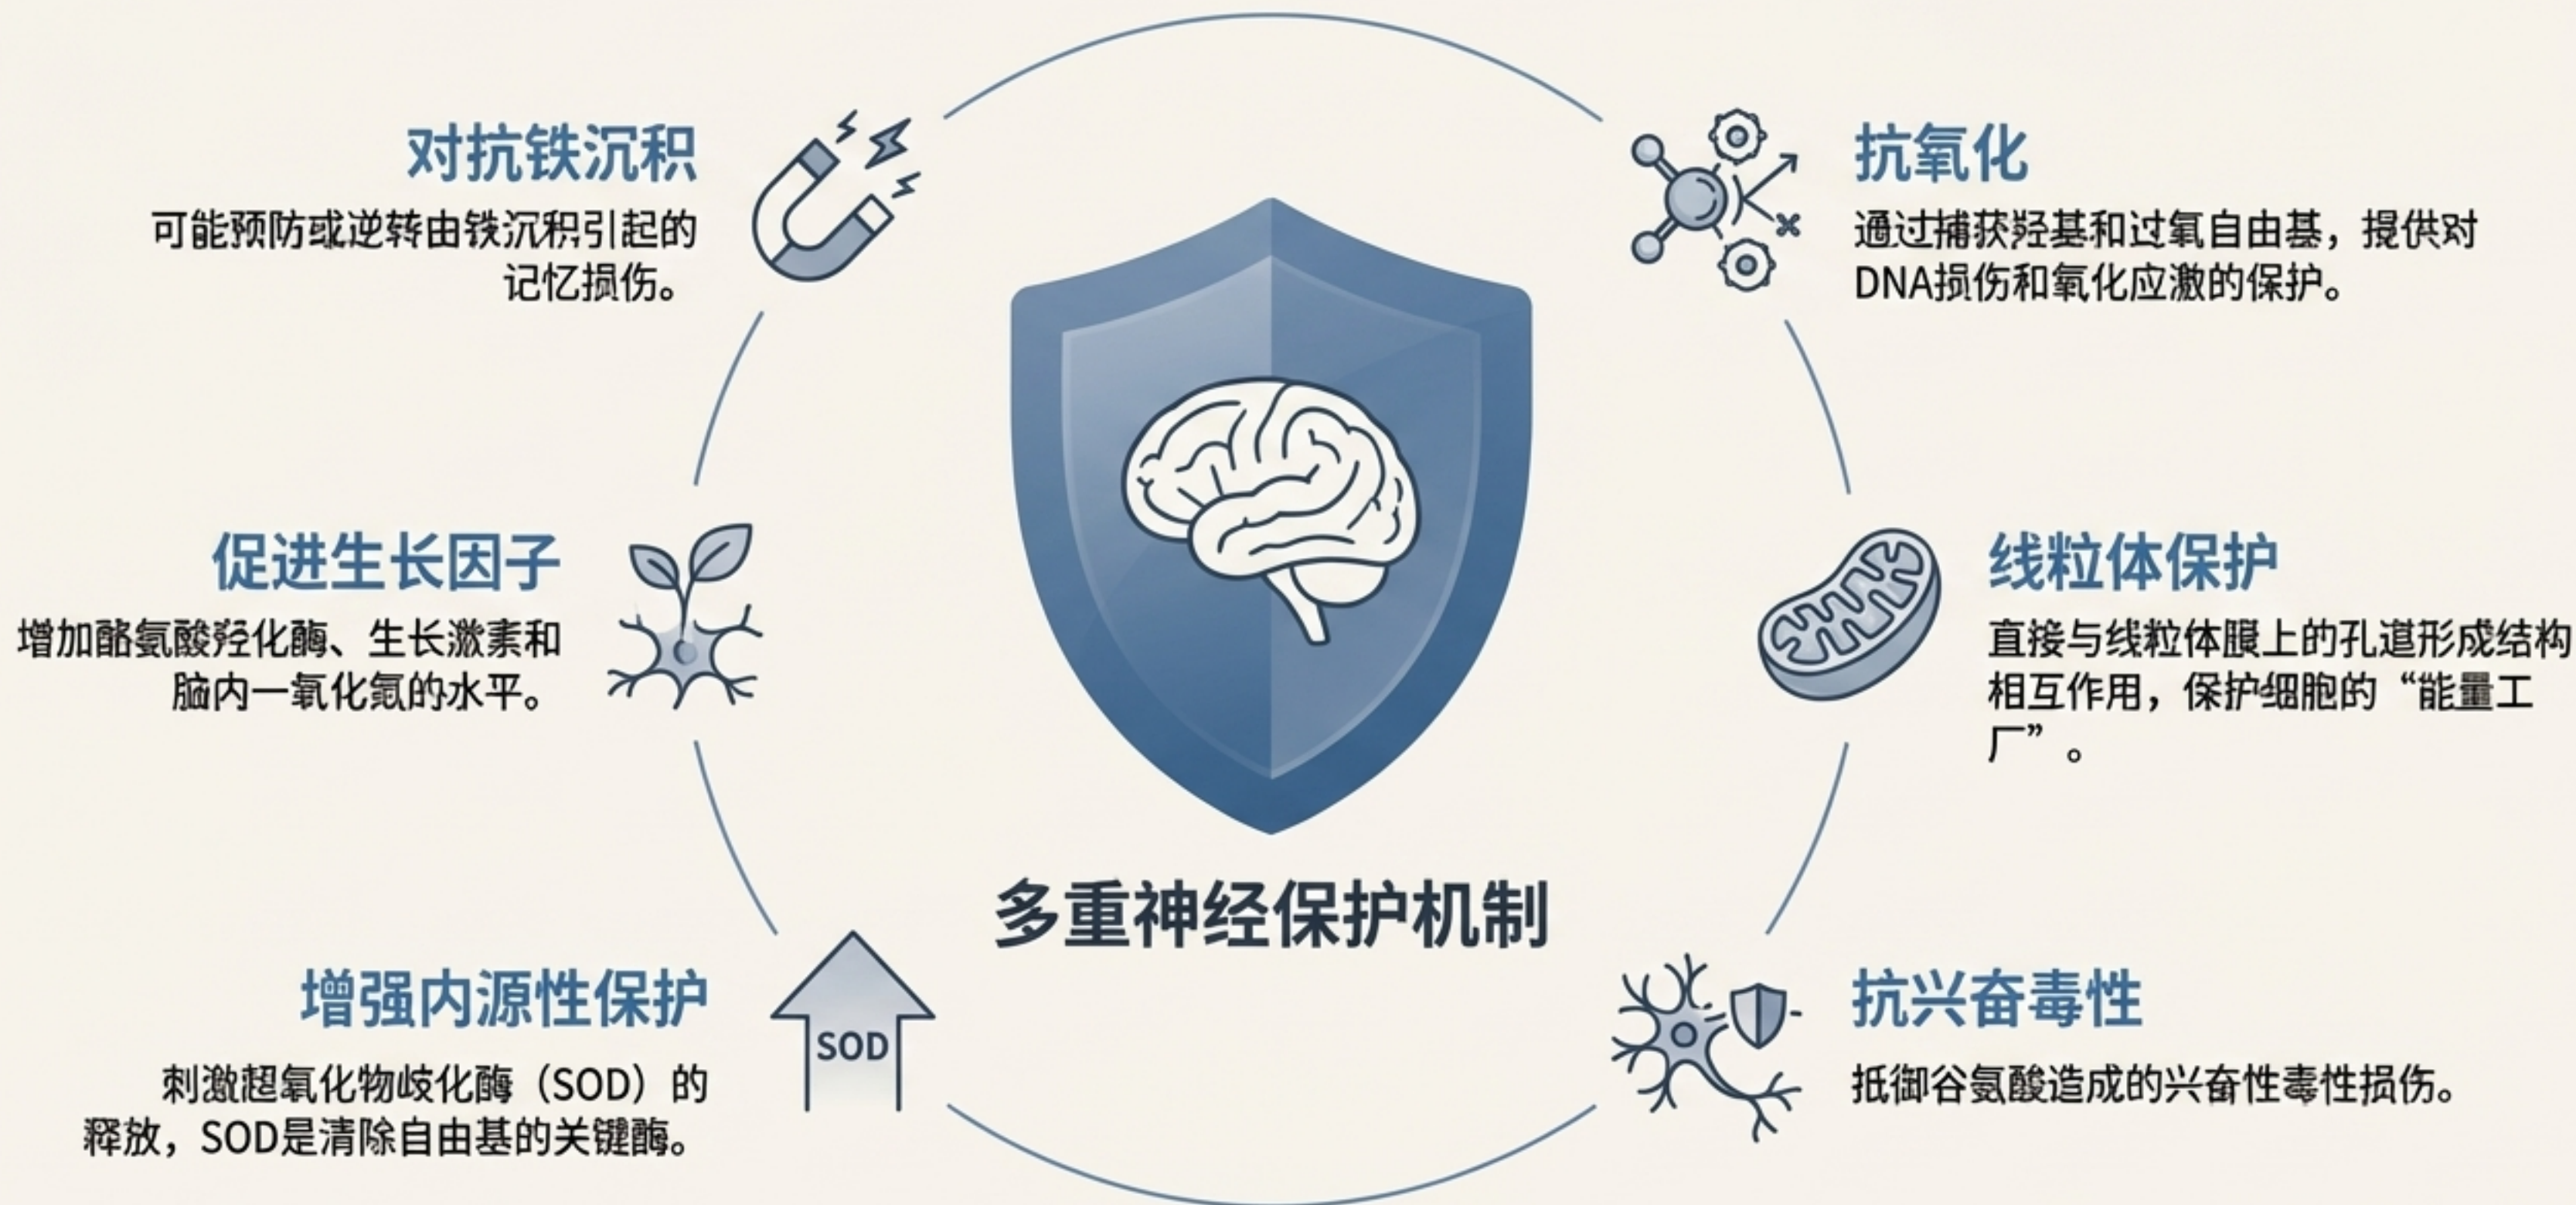 对抗铁沉积
可能预防或逆转由铁沉积引起的
记忆损伤。
抗氧化
通过捕获羟基和过氧自由基，提供对
DNA损伤和氧化应激的保护。
促进生长因子
增加酪氨酸羟化酶、生长激素和
脑内一氧化氮的水平。
线粒体保护
直接与线粒体膜上的孔道形成结构
相互作用，保护细胞的“能量工
厂”。
多重神经保护机制
增强内源性保护
刺激超氧化物歧化酶（SOD）的
释放，SOD是清除自由基的关键酶。
SOD
抗兴奋毒性
抵御谷氨酸造成的兴奋性毒性损伤。